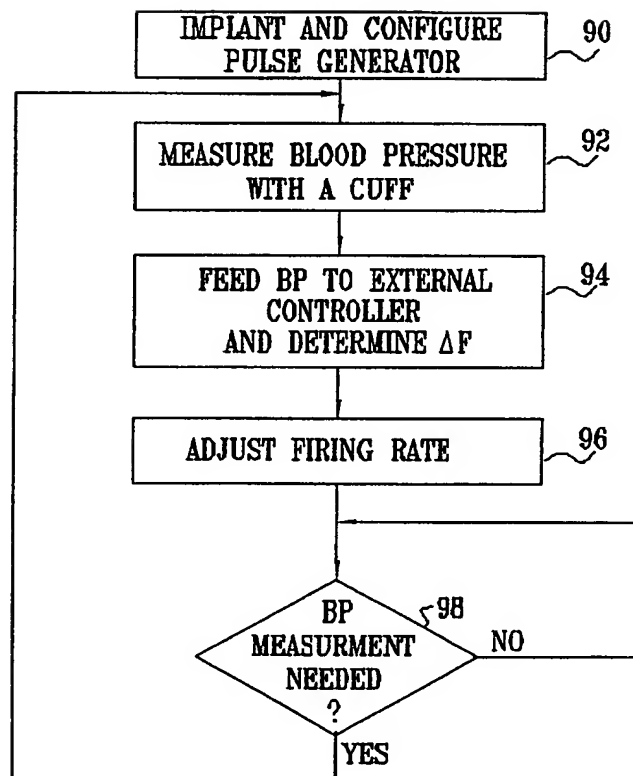 IMPLANT AND CONFIGURE
PULSE GENERATOR
90
MEASURE BLOOD PRESSURE
WITH A CUFF
92
FEED BP TO EXTERNAL
CONTROLLER
AND DETERMINE ΔF
94
ADJUST FIRING RATE
96
BP
MEASURMENT
NEEDED
?
98
NO
YES